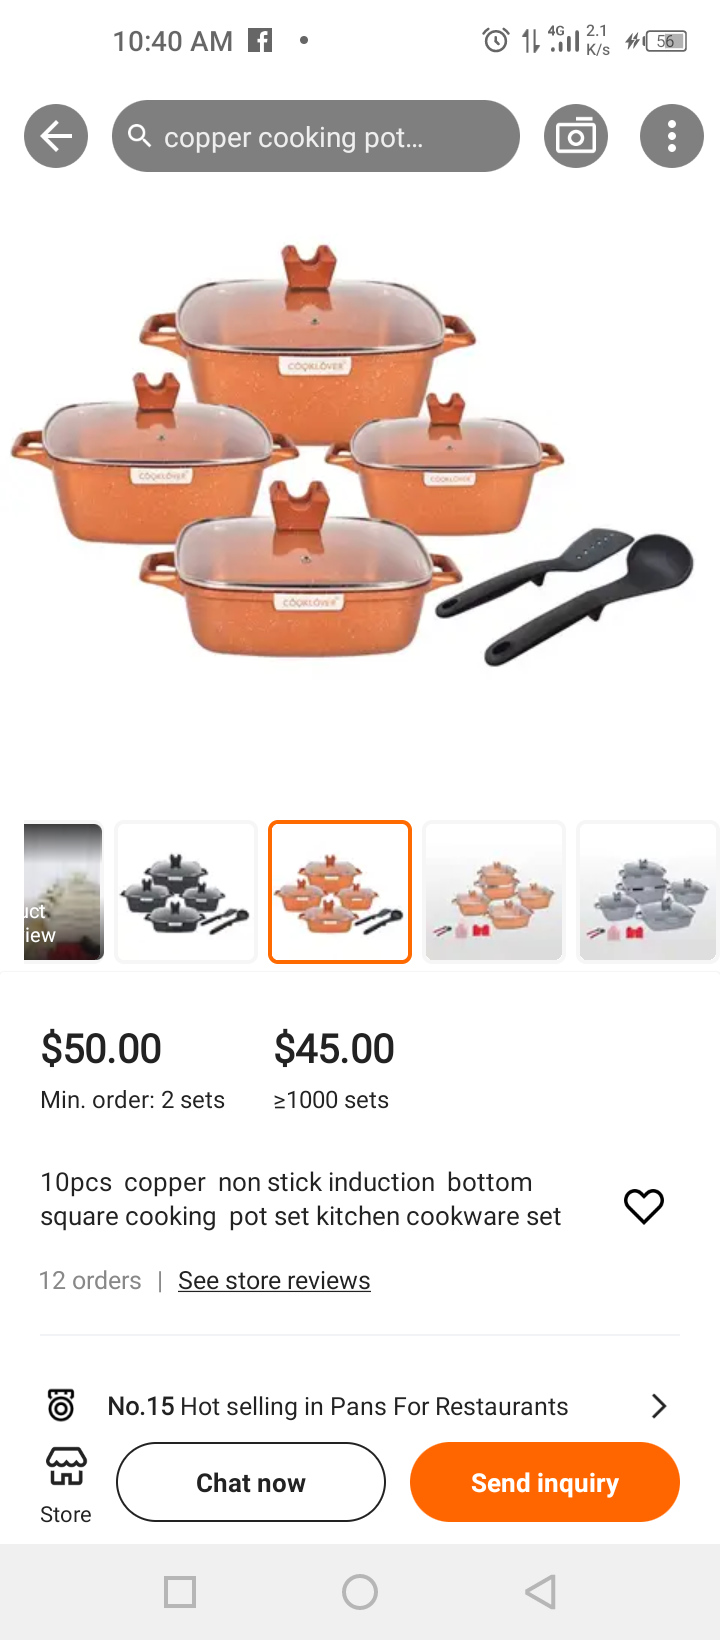 10:40 AM
4G
2.1
K/s
56
copper cooking pot...
COOKLOVER
COOKLOVER
COOKLOVER
COOKLOVER
uct
iew
$50.00
$45.00
Min. order: 2 sets
≥1000 sets
10pcs copper non stick induction bottom
square cooking pot set kitchen cookware set
12 orders | See store reviews
No.15 Hot selling in Pans For Restaurants
Store
Chat now
Send inquiry